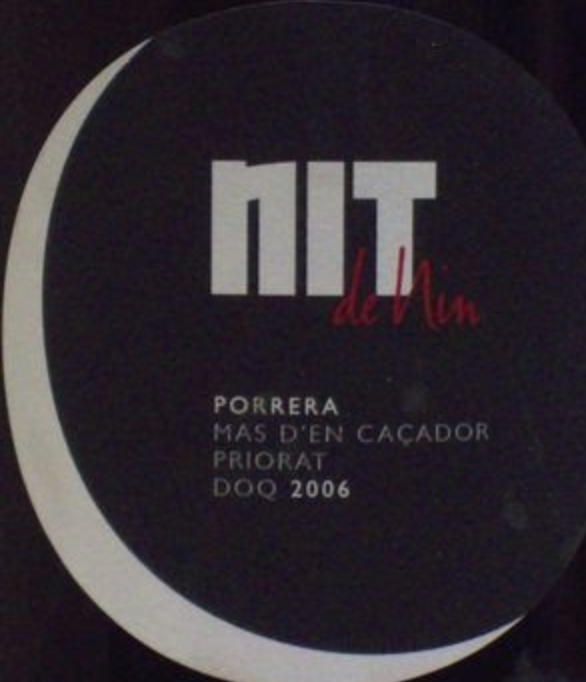 NIT
de Nin
PORRERA
MAS D'EN CAÇADOR
PRIORAT
DOQ 2006